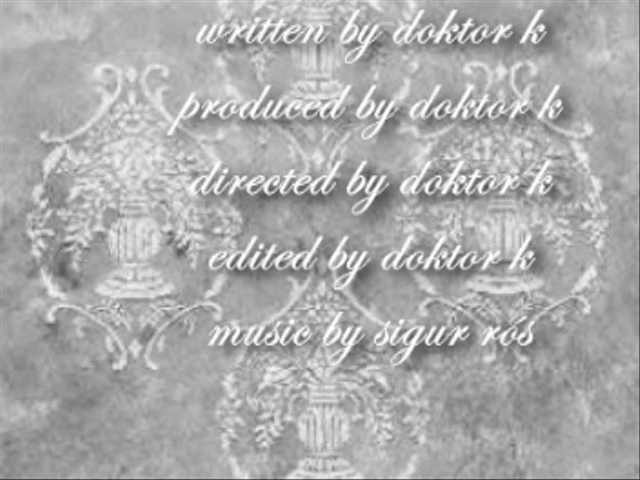 written by doktor k
produced by doktor k
directed by doktor k
edited by doktor k
music by sigur rós